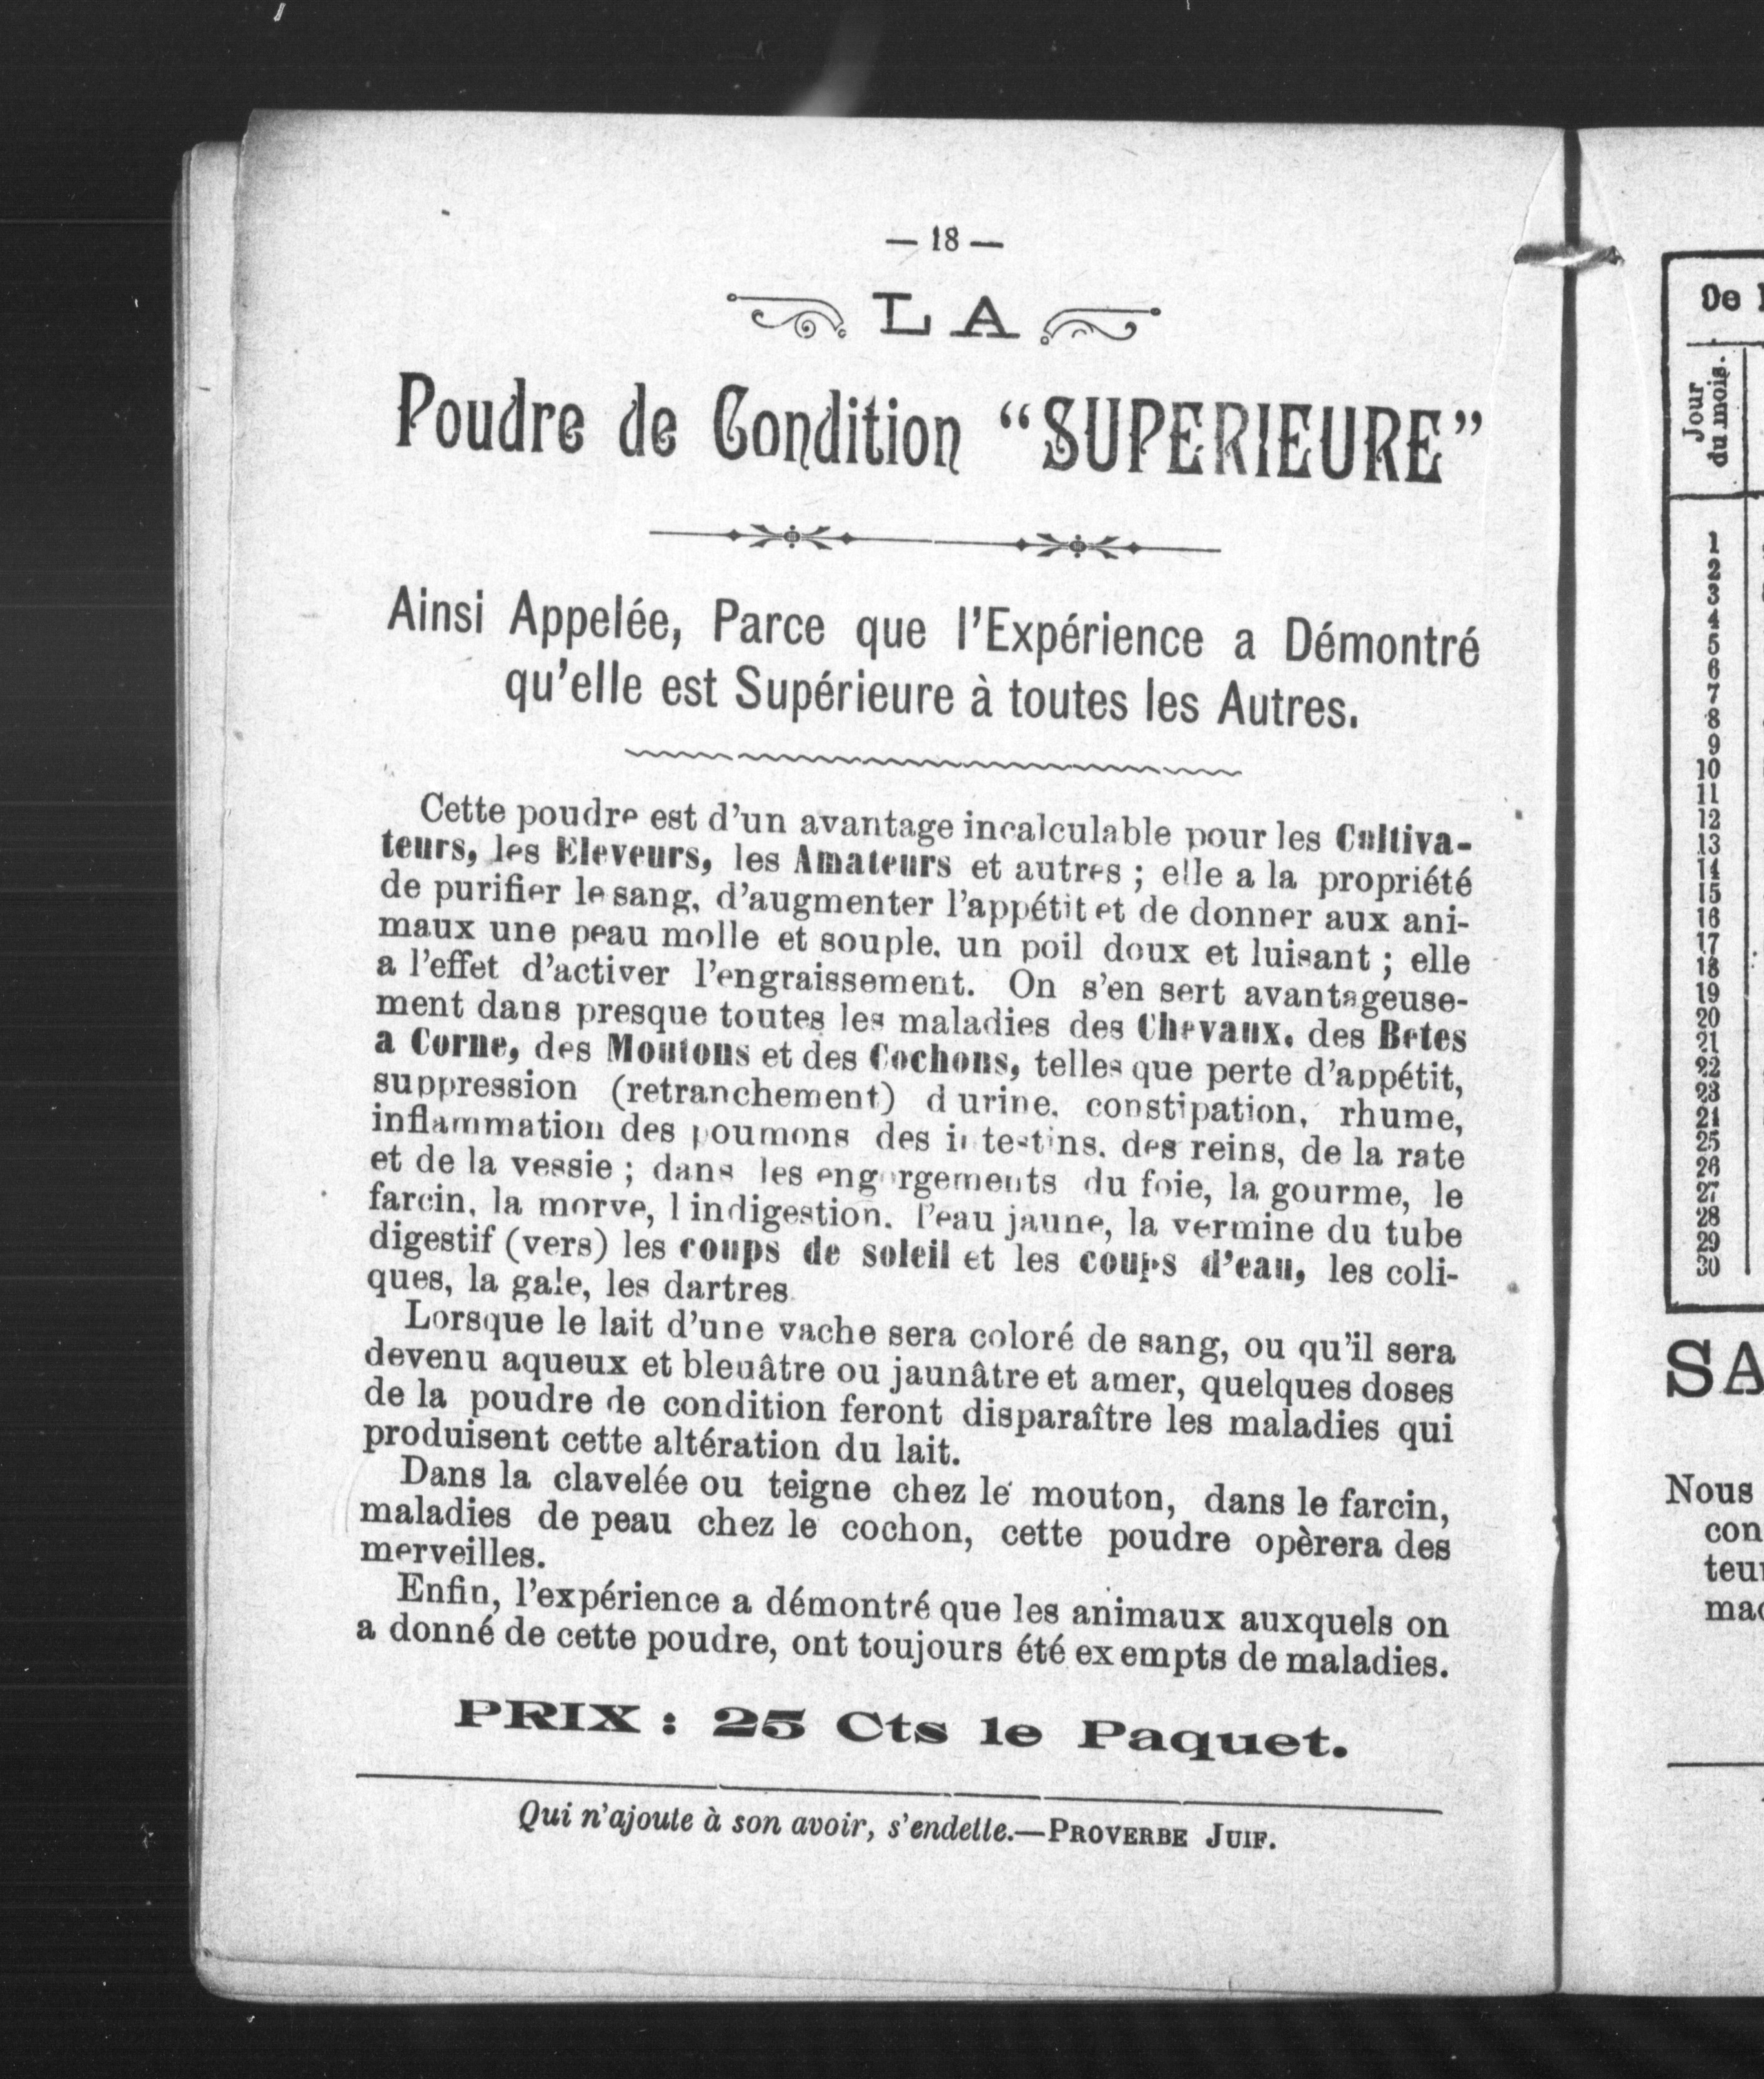 — 18 —
LA
Poudre de Condition "SUPERIEURE"
Ainsi Appelée, Parce que l'Expérience a Démontré
qu'elle est Supérieure à toutes les Autres.
Cette poudre est d'un avantage incalculable pour les Cultiva-
teurs, les Eleveurs, les Amateurs et autres ; elle a la propriété
de purifier le sang, d'augmenter l'appétit et de donner aux ani-
maux une peau molle et souple, un poil doux et luisant ; elle
a l'effet d'activer l'engraissement. On s'en sert avantageuse-
ment dans presque toutes les maladies des Chevaux, des Betes
a Corne, des Moutons et des Cochons, telles que perte d'appétit,
suppression (retranchement) d urine, constipation, rhume,
inflammation des poumons des intestins, des reins, de la rate
et de la vessie ; dans les engorgements du foie, la gourme, le
farcin, la morve, l indigestion, l'eau jaune, la vermine du tube
digestif (vers) les coups de soleil et les coups d'eau, les coli-
ques, la gale, les dartres.
Lorsque le lait d'une vache sera coloré de sang, ou qu'il sera
devenu aqueux et bleuâtre ou jaunâtre et amer, quelques doses
de la poudre de condition feront disparaître les maladies qui
produisent cette altération du lait.
Dans la clavelée ou teigne chez le mouton, dans le farcin,
maladies de peau chez le cochon, cette poudre opèrera des
merveilles.
Enfin, l'expérience a démontré que les animaux auxquels on
a donné de cette poudre, ont toujours été exempts de maladies.
PRIX : 25 Cts le Paquet.
Qui n'ajoute à son avoir, s'endette.—PROVERBE JUIF.
De
Jour
du mois.
1
2
3
4
5
6
7
8
9
10
11
12
13
14
15
16
17
18
19
20
21
22
23
24
25
26
27
28
29
30
SA
Nous
con
teu
mac